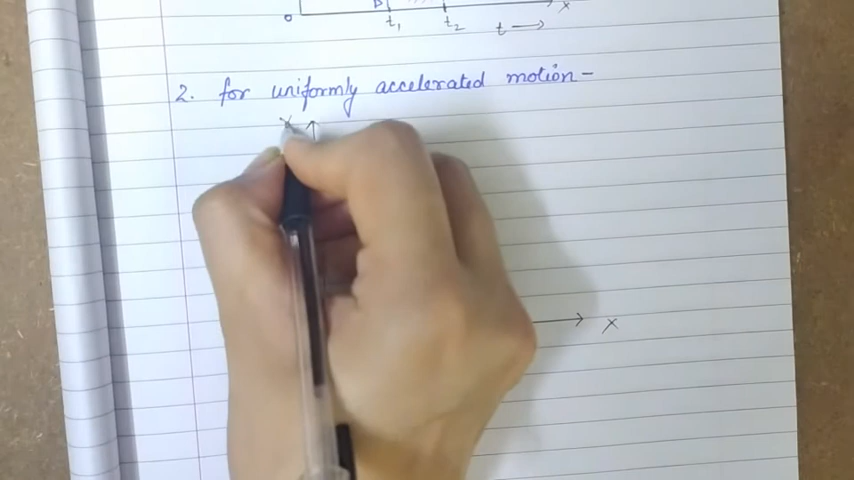 o t₁ t₂ t → x
2. for uniformly accelerated motion-
Y
X